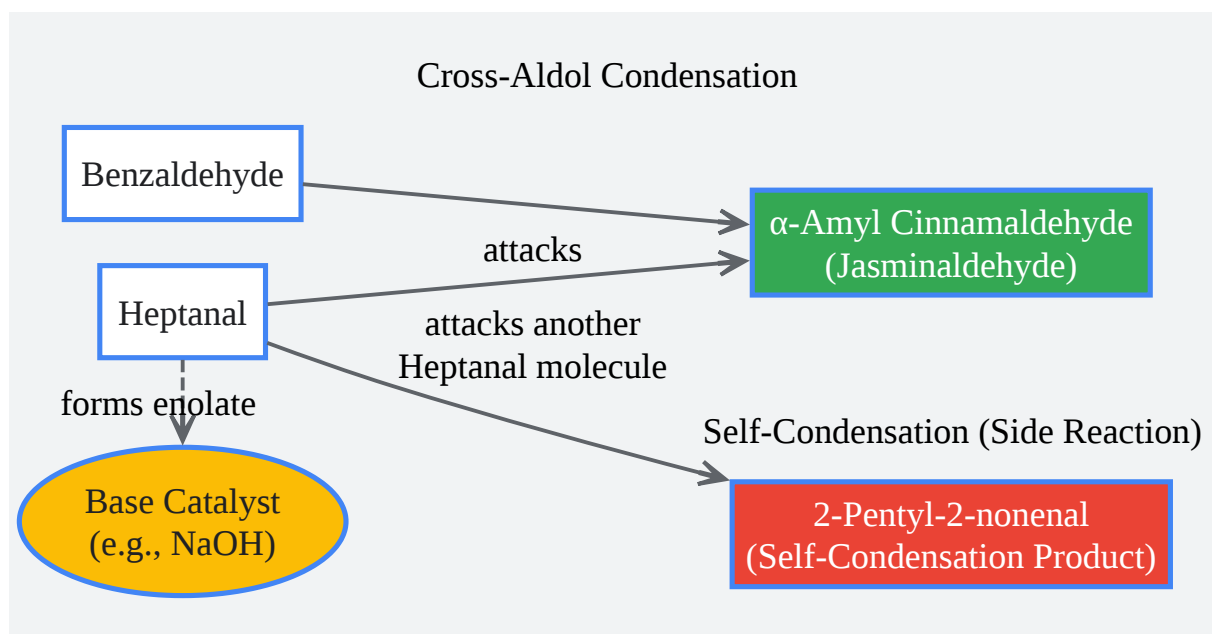 Cross-Aldol Condensation
Benzaldehyde
α-Amyl Cinnamaldehyde
(Jasminaldehyde)
attacks
Heptanal
attacks another
Heptanal molecule
forms enolate
Self-Condensation (Side Reaction)
Base Catalyst
(e.g., NaOH)
2-Pentyl-2-nonenal
(Self-Condensation Product)